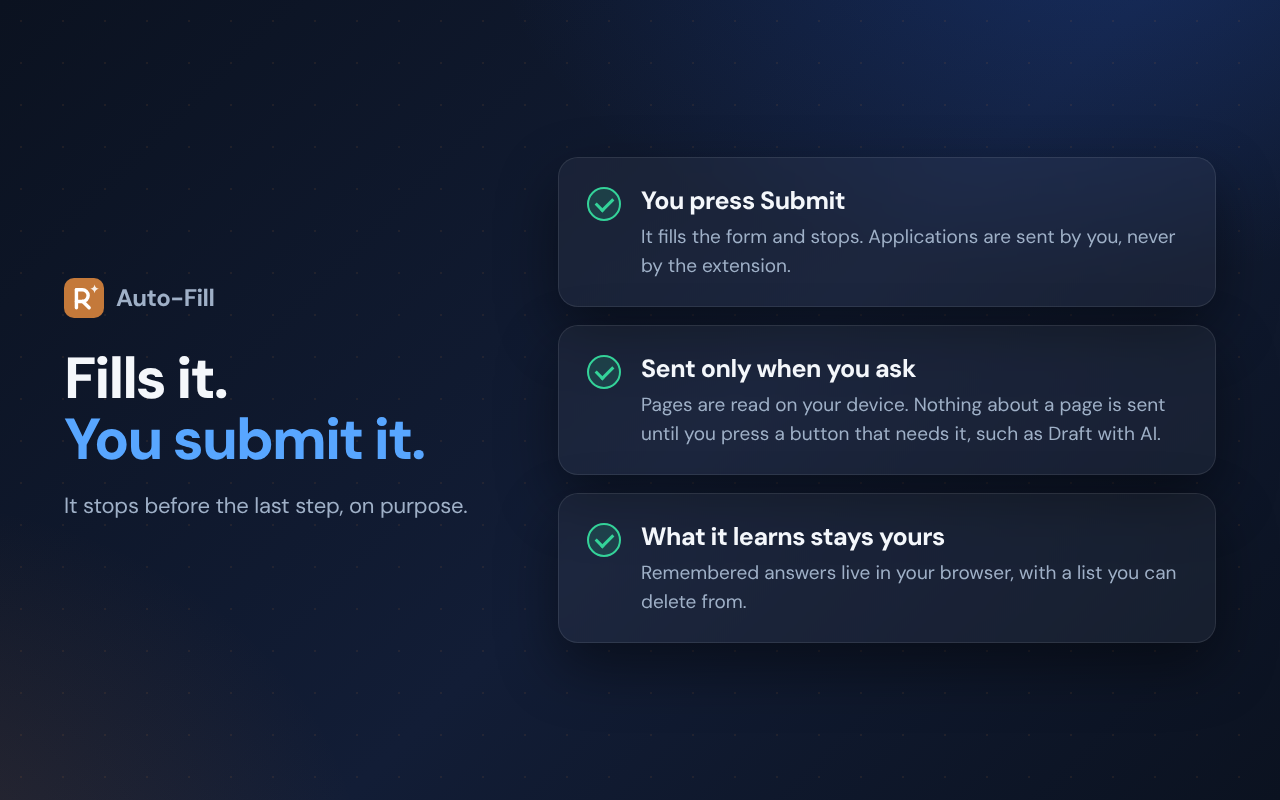 R
Auto-Fill
Fills it.
You submit it.
It stops before the last step, on purpose.
You press Submit
It fills the form and stops. Applications are sent by you, never
by the extension.
Sent only when you ask
Pages are read on your device. Nothing about a page is sent
until you press a button that needs it, such as Draft with AI.
What it learns stays yours
Remembered answers live in your browser, with a list you can
delete from.